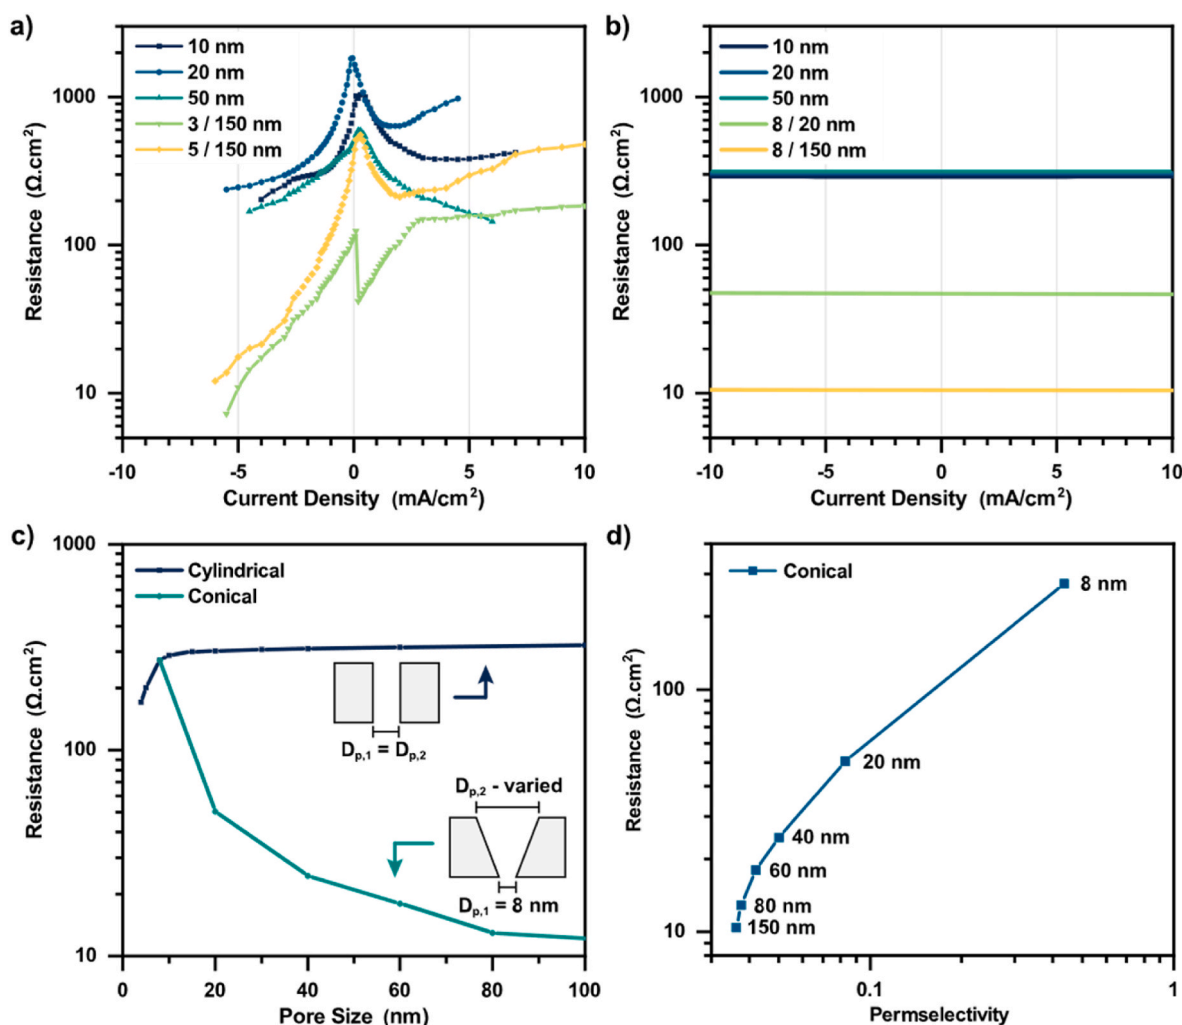 a)
10 nm
20 nm
50 nm
3 / 150 nm
5 / 150 nm
1000
100
10
Resistance (Ω.cm²)
-10 -5 0 5 10
Current Density (mA/cm²)
b)
10 nm
20 nm
50 nm
8 / 20 nm
8 / 150 nm
1000
100
10
Resistance (Ω.cm²)
-10 -5 0 5 10
Current Density (mA/cm²)
c)
Cylindrical
Conical
1000
100
10
Resistance (Ω.cm²)
Dp,1 = Dp,2
Dp,2 - varied
Dp,1 = 8 nm
0 20 40 60 80 100
Pore Size (nm)
d)
Conical
8 nm
20 nm
40 nm
60 nm
80 nm
150 nm
100
10
Resistance (Ω.cm²)
0.1 1
Permselectivity